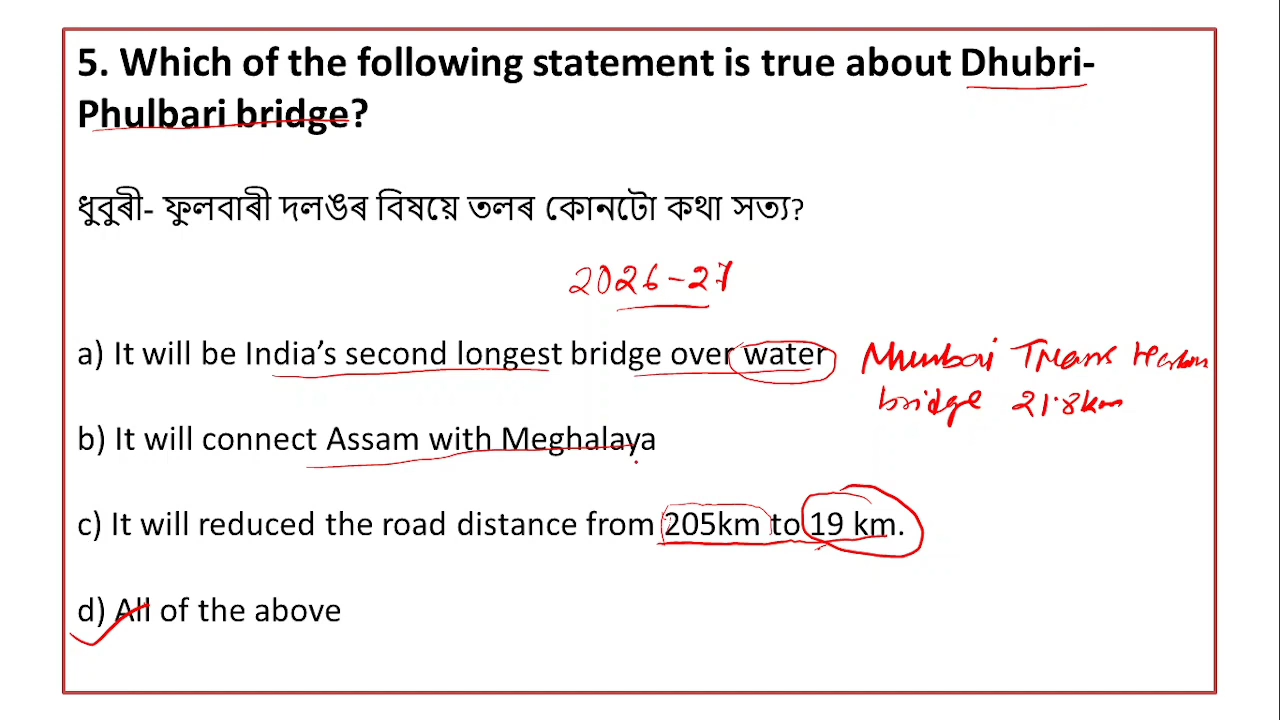 5. Which of the following statement is true about Dhubri-
Phulbari bridge?
ধুবুৰী- ফুলবাৰী দলঙৰ বিষয়ে তলৰ কোনটো কথা সত্য?
2026-27
a) It will be India’s second longest bridge over water
Mumbai Trans Harbour
bridge 21.8km
b) It will connect Assam with Meghalaya
c) It will reduced the road distance from 205km to 19 km.
d) All of the above